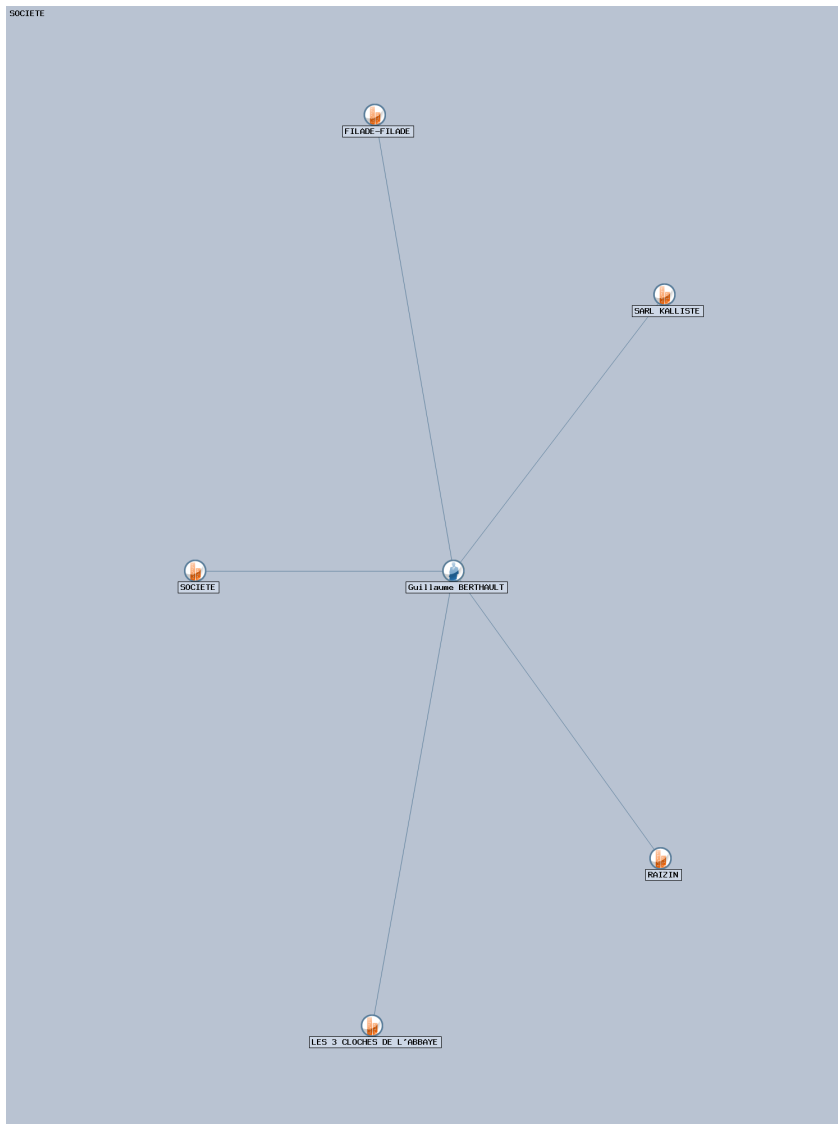 SOCIETE
FILADE-FILADE
SARL KALLISTE
SOCIETE
Guillaume BERTHAULT
RAIZIN
LES 3 CLOCHES DE L'ABBAYE